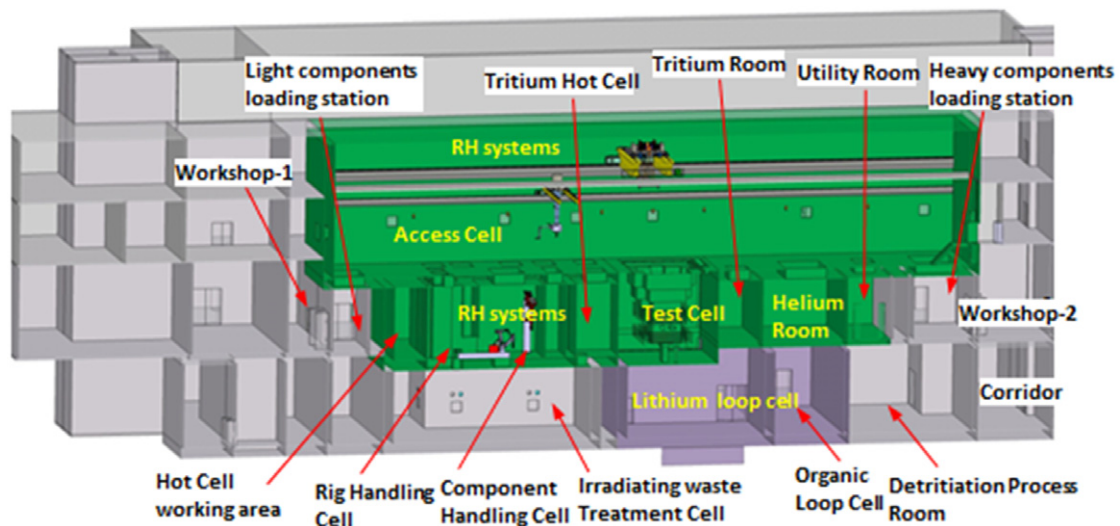 Light components
loading station
Tritium Hot Cell
Tritium Room
Utility Room
Heavy components
loading station
RH systems
Workshop-1
Access Cell
RH systems
Test Cell
Helium
Room
Workshop-2
Lithium loop cell
Corridor
Hot Cell
working area
Rig Handling
Cell
Component
Handling Cell
Irradiating waste
Treatment Cell
Organic
Loop Cell
Detritiation Process
Room